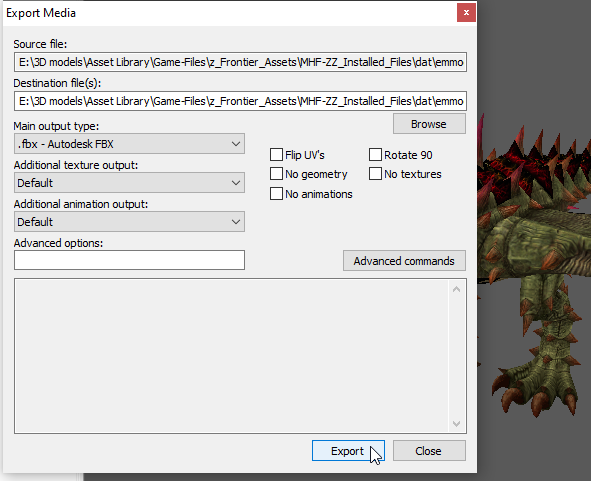 Export Media
x
Source file:
E:\3D models\Asset Library\Game-Files\z_Frontier_Assets\MHF-ZZ_Installed_Files\dat\emmo
Destination file(s):
E:\3D models\Asset Library\Game-Files\z_Frontier_Assets\MHF-ZZ_Installed_Files\dat\emmo
Browse
Main output type:
.fbx - Autodesk FBX
Flip UV's Rotate 90
Additional texture output:
No geometry No textures
Default
No animations
Additional animation output:
Default
Advanced options:
Advanced commands
Export Close